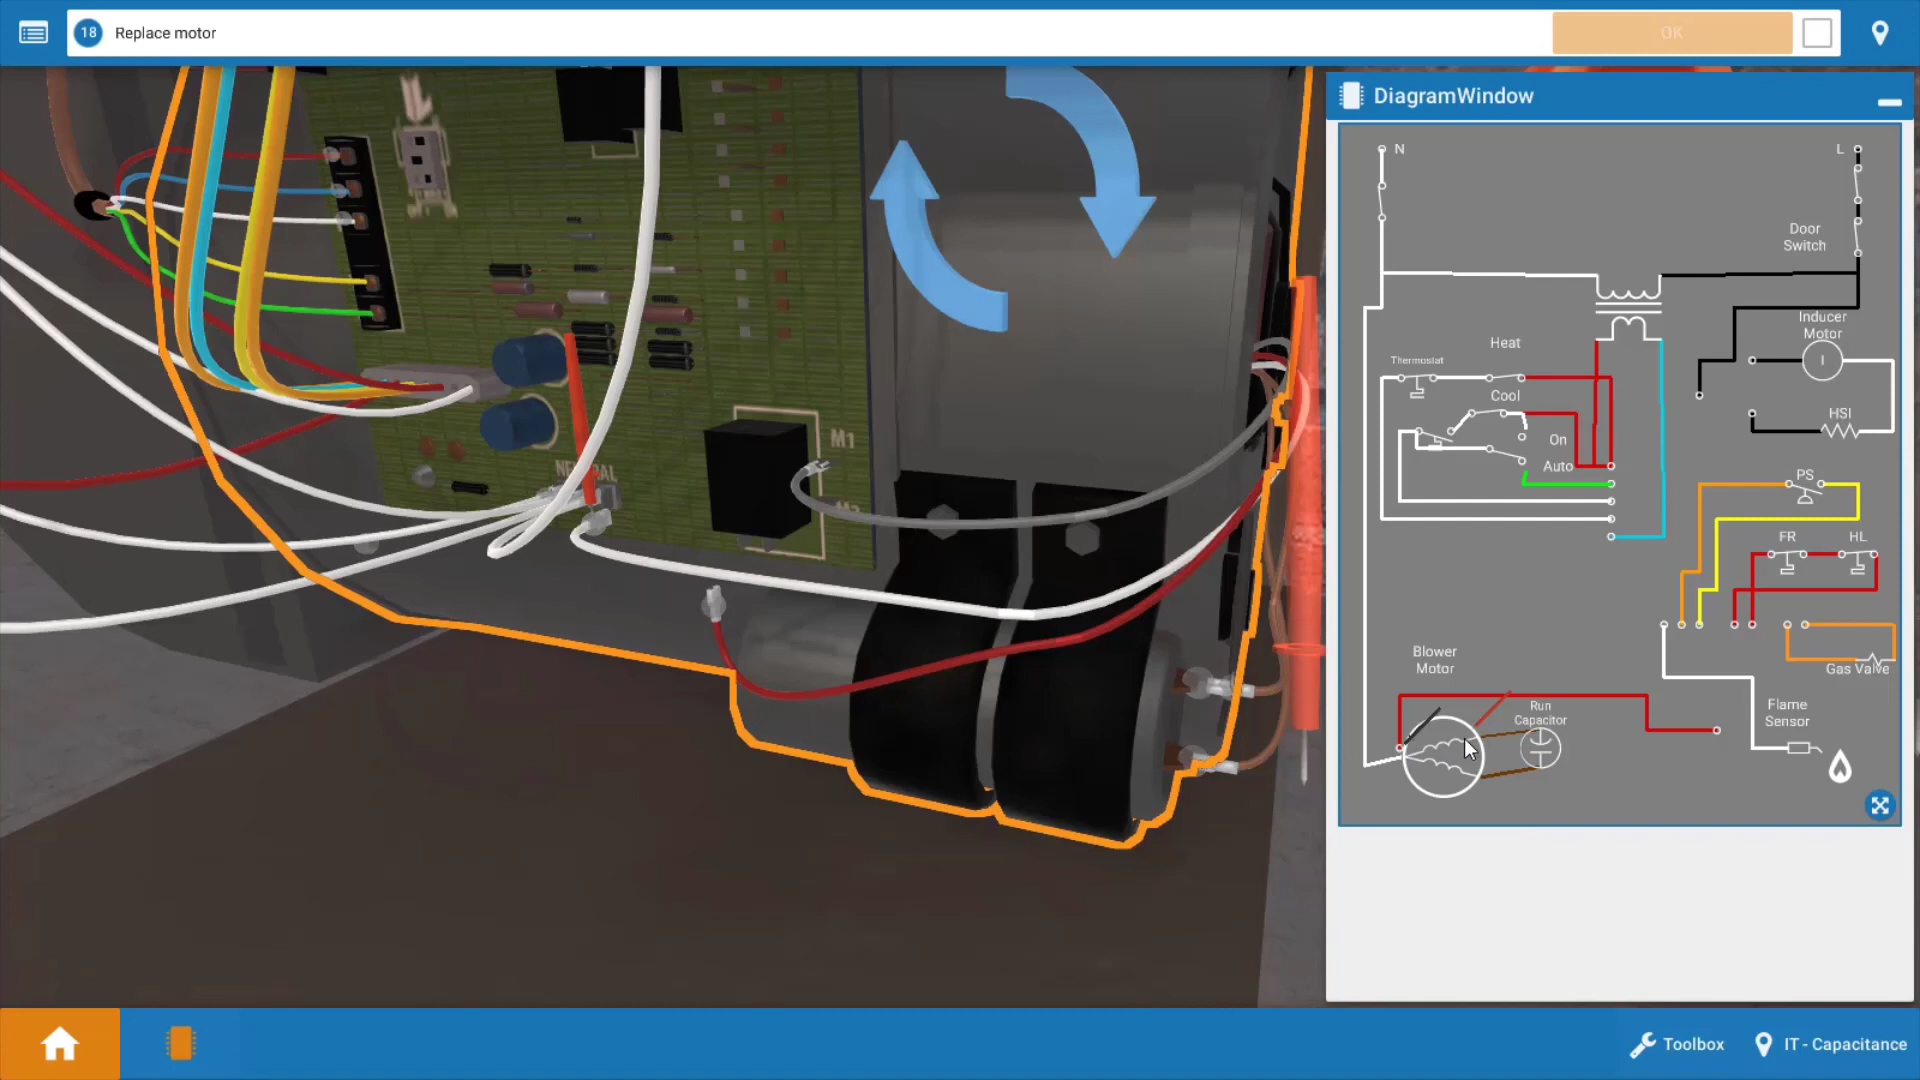 18 Replace motor
OK
DiagramWindow
N
L
Door
Switch
Inducer
Motor
I
Heat
Thermostat
Cool
HSI
On
Auto
PS
FR
HL
M1
Blower
Motor
Run
Capacitor
Gas Valve
Flame
Sensor
Toolbox
IT - Capacitance